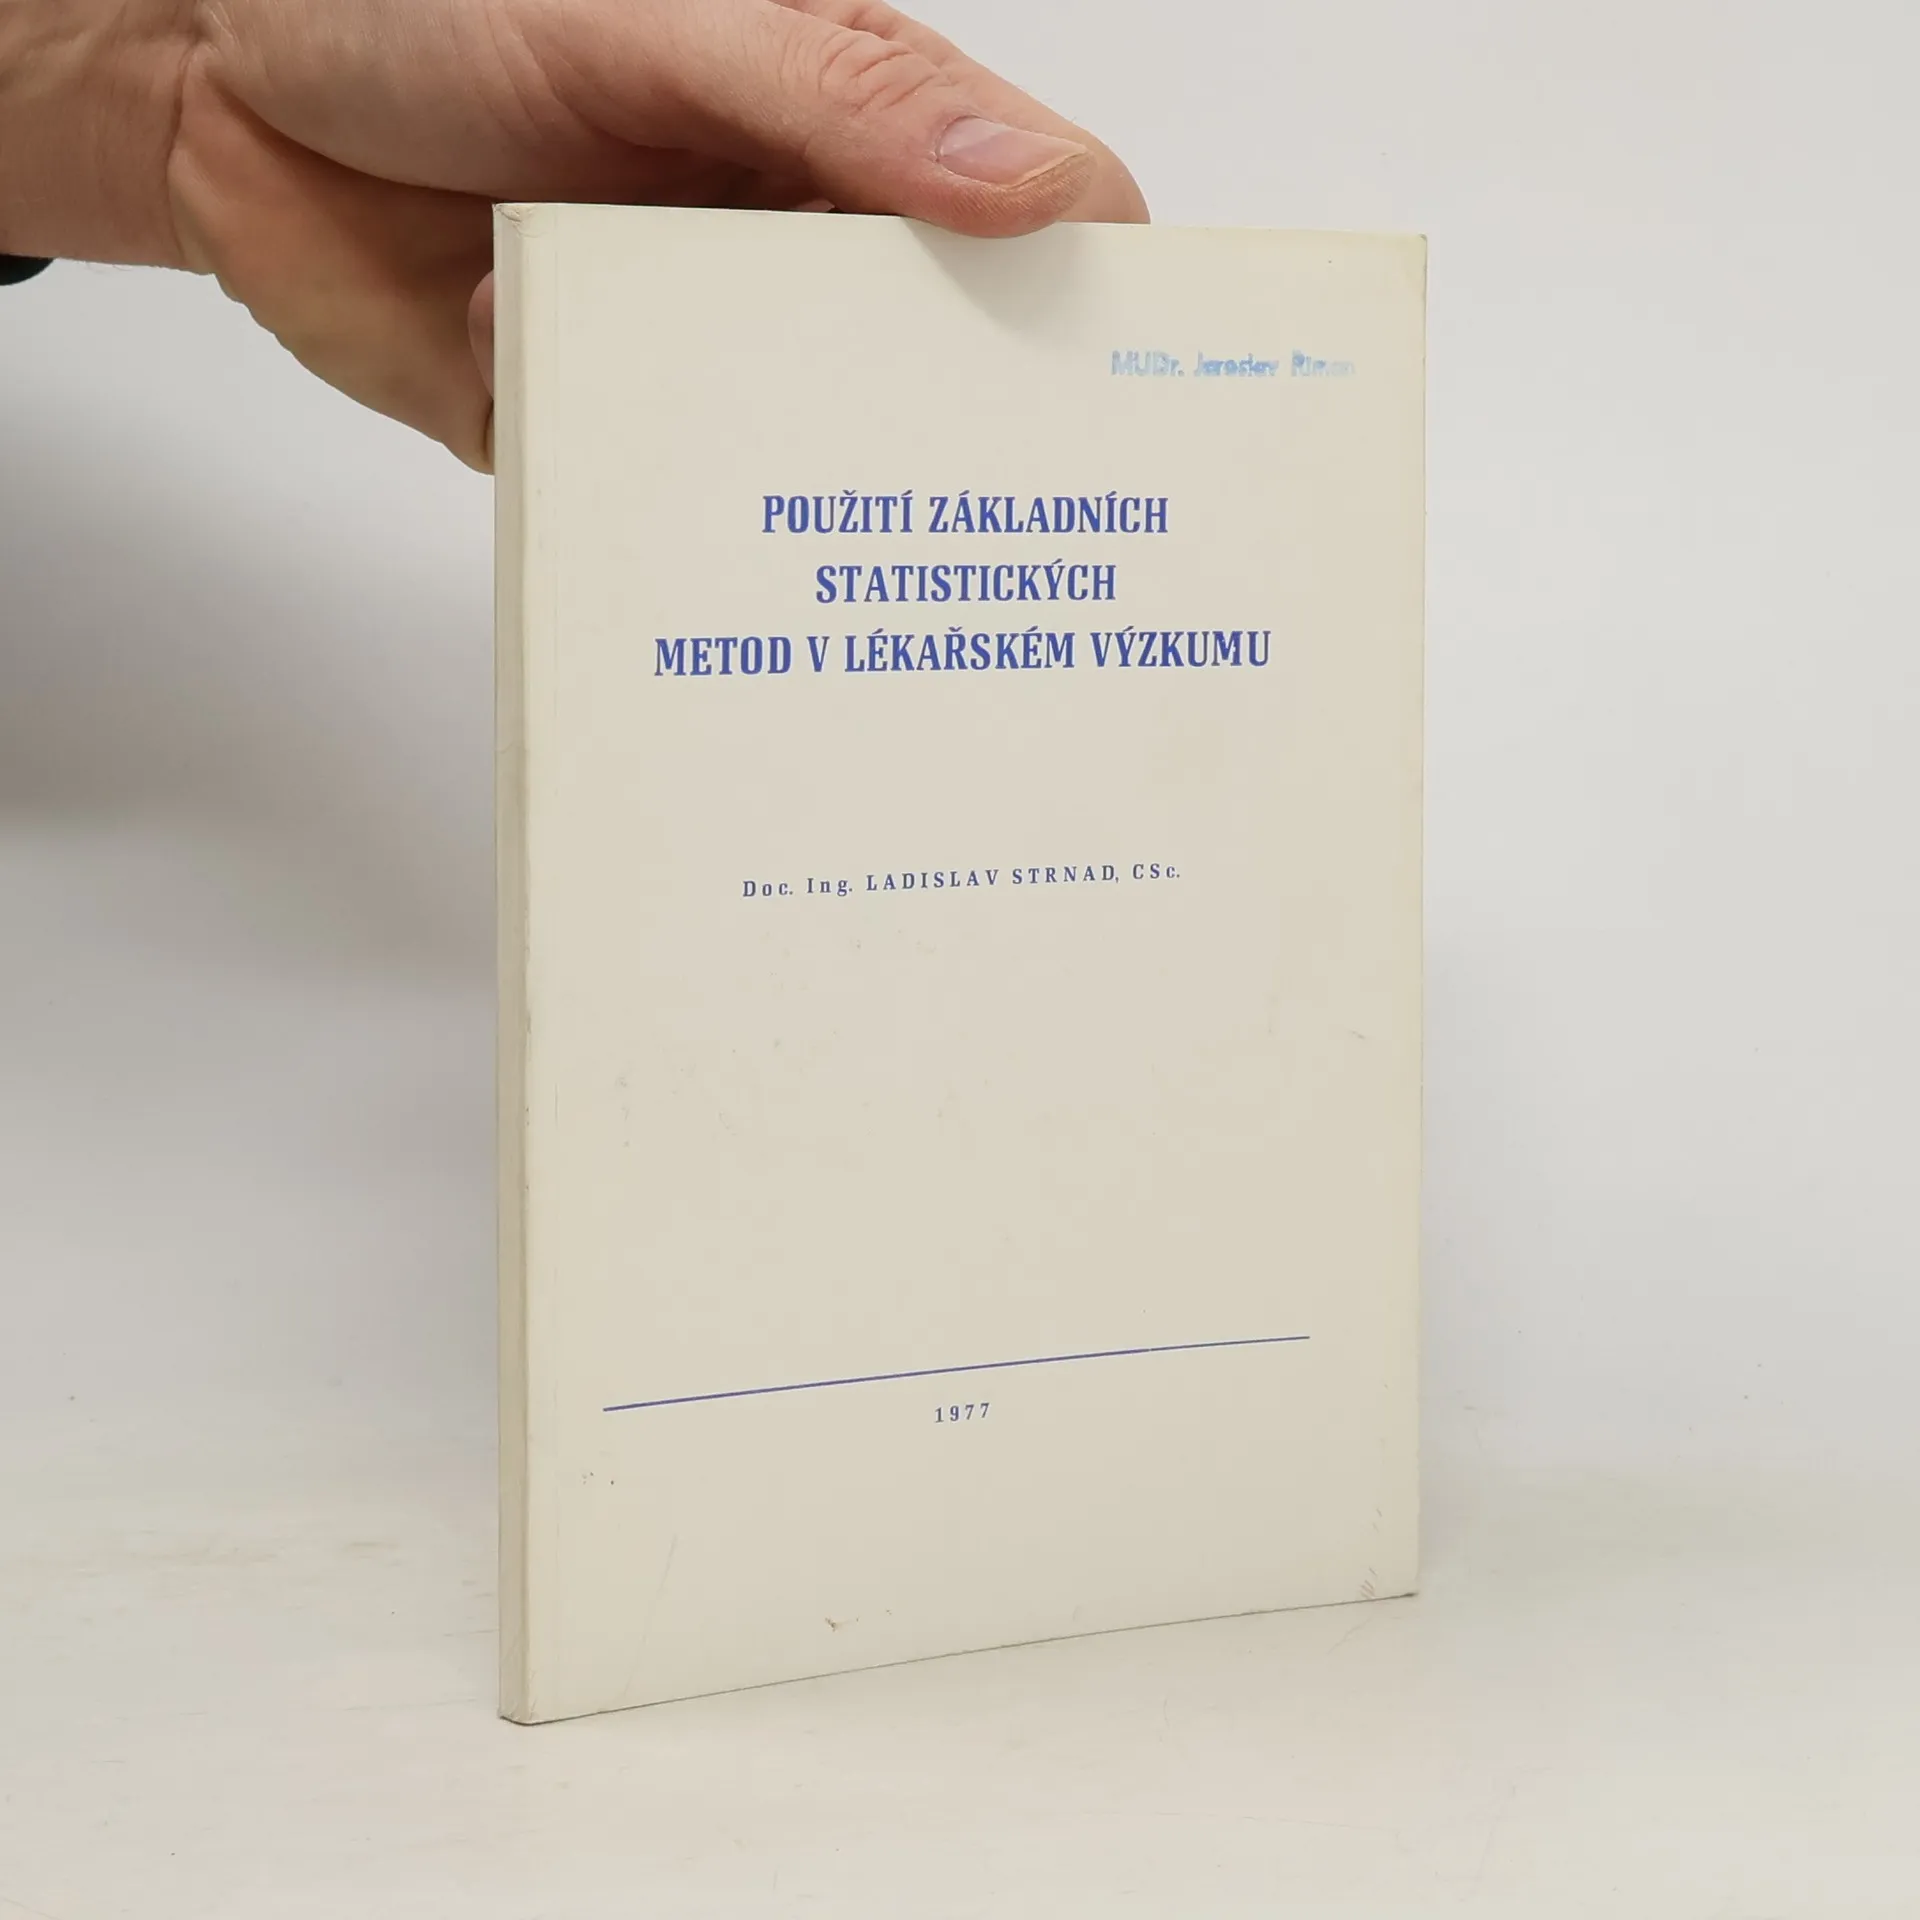 MUDr. Jaroslav
POUŽITÍ ZÁKLADNÍCH
STATISTICKÝCH
METOD V LÉKAŘSKÉM VÝZKUMU
Doc. Ing. LADISLAV STRNAD, CSc.
1977